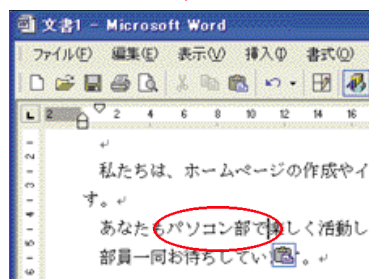 文書1 - Microsoft Word
ファイル(F) 編集(E) 表示(V) 挿入(I) 書式(O)
L 2 2 4 6 8 10 12 14 16
私たちは、ホームページの作成やイ
す。
あなたもパソコン部で楽しく活動し
部員一同お待ちしてい